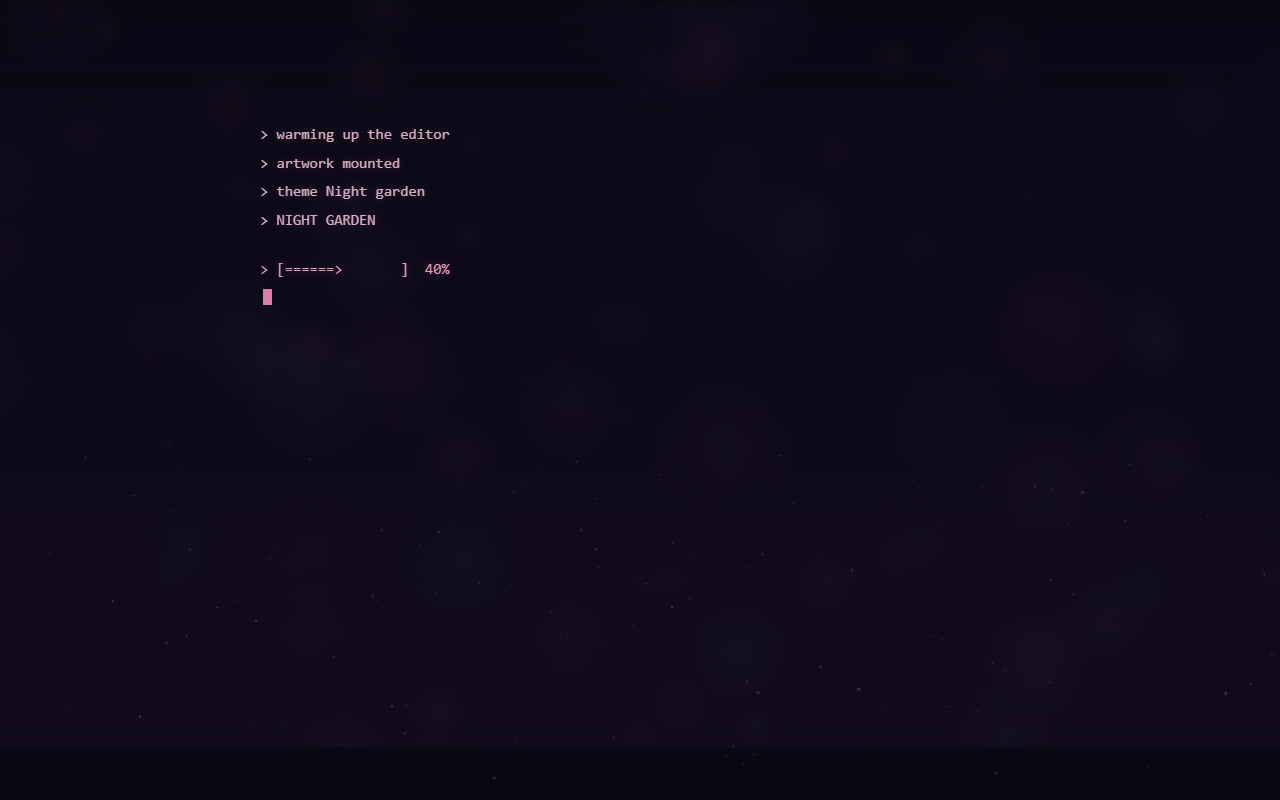 > warming up the editor
> artwork mounted
> theme Night garden
> NIGHT GARDEN
> [======>       ]  40%